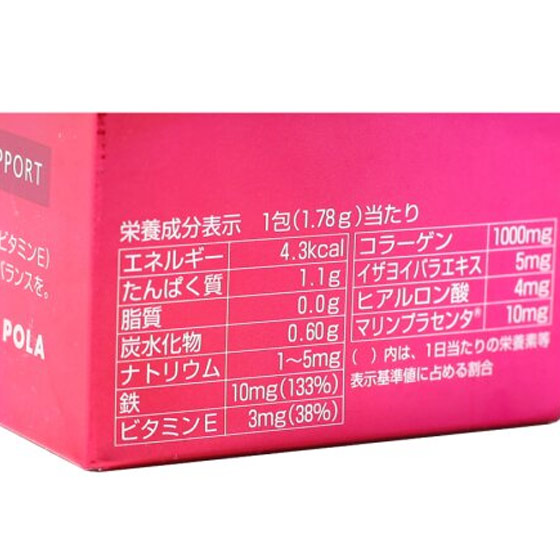 PPORT
ビタミンE)
バランスを。
POLA
栄養成分表示 1包(1.78g)当たり
エネルギー 4.3kcal
たんぱく質 1.1g
脂質 0.0g
炭水化物 0.60g
ナトリウム 1〜5mg
鉄 10mg(133%)
ビタミンE 3mg(38%)
コラーゲン 1000mg
イザヨイバラエキス 5mg
ヒアルロン酸 4mg
マリンプラセンタ® 10mg
( )内は、1日当たりの栄養素等
表示基準値に占める割合